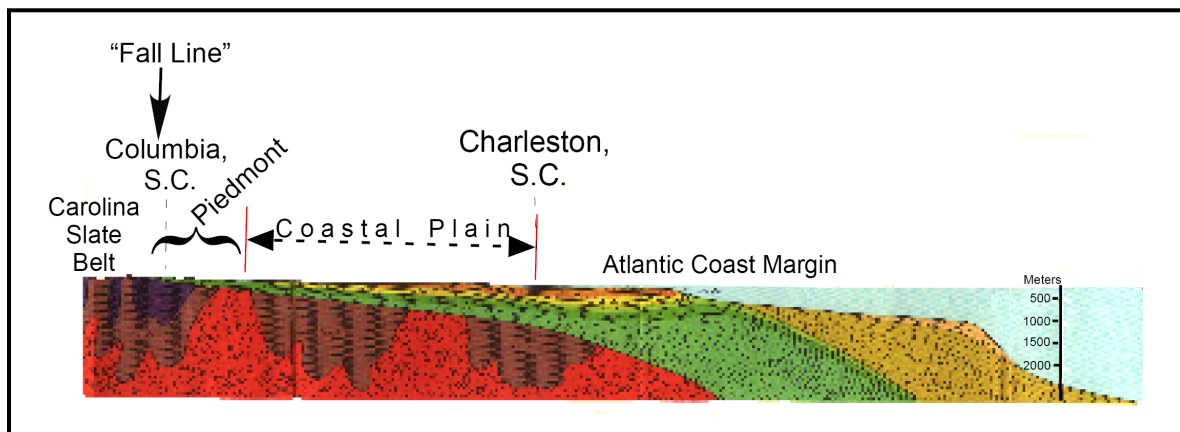 “Fall Line”
Columbia,
S.C.
Piedmont
Carolina
Slate
Belt
Charleston,
S.C.
Coastal Plain
Atlantic Coast Margin
Meters
500
1000
1500
2000